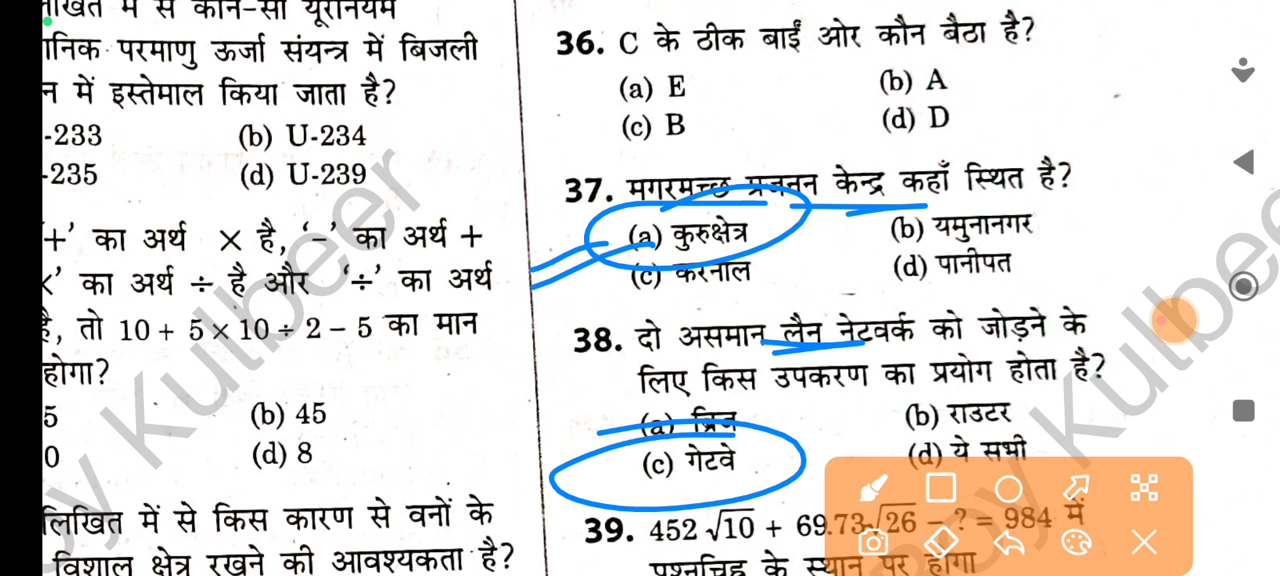 में से कौन-सा यूरेनियम
परमाणु ऊर्जा संयन्त्र में बिजली
में इस्तेमाल किया जाता है?
-233 (b) U-234
-235 (d) U-239
+’ का अर्थ × है, ‘–’ का अर्थ +
का अर्थ ÷ है और ‘÷’ का अर्थ
है, तो 10 + 5 × 10 ÷ 2 – 5 का मान
होगा?
5 (b) 45
0 (d) 8
में से किस कारण से वनों के
विशाल क्षेत्र रखने की आवश्यकता है?
36. C के ठीक बाईं ओर कौन बैठा है?
(a) E (b) A
(c) B (d) D
37. मगरमच्छ प्रजनन केन्द्र कहाँ स्थित है?
(a) कुरुक्षेत्र (b) यमुनानगर
(c) करनाल (d) पानीपत
38. दो असमान लैन नेटवर्क को जोड़ने के
लिए किस उपकरण का प्रयोग होता है?
(a) ब्रिज (b) राउटर
(c) गेटवे (d) ये सभी
39. 452 √10 + 69.73√26 – ? = 984 में
प्रश्नचिह्न के स्थान पर होगा
Kulbeer
Boy Kulbeer